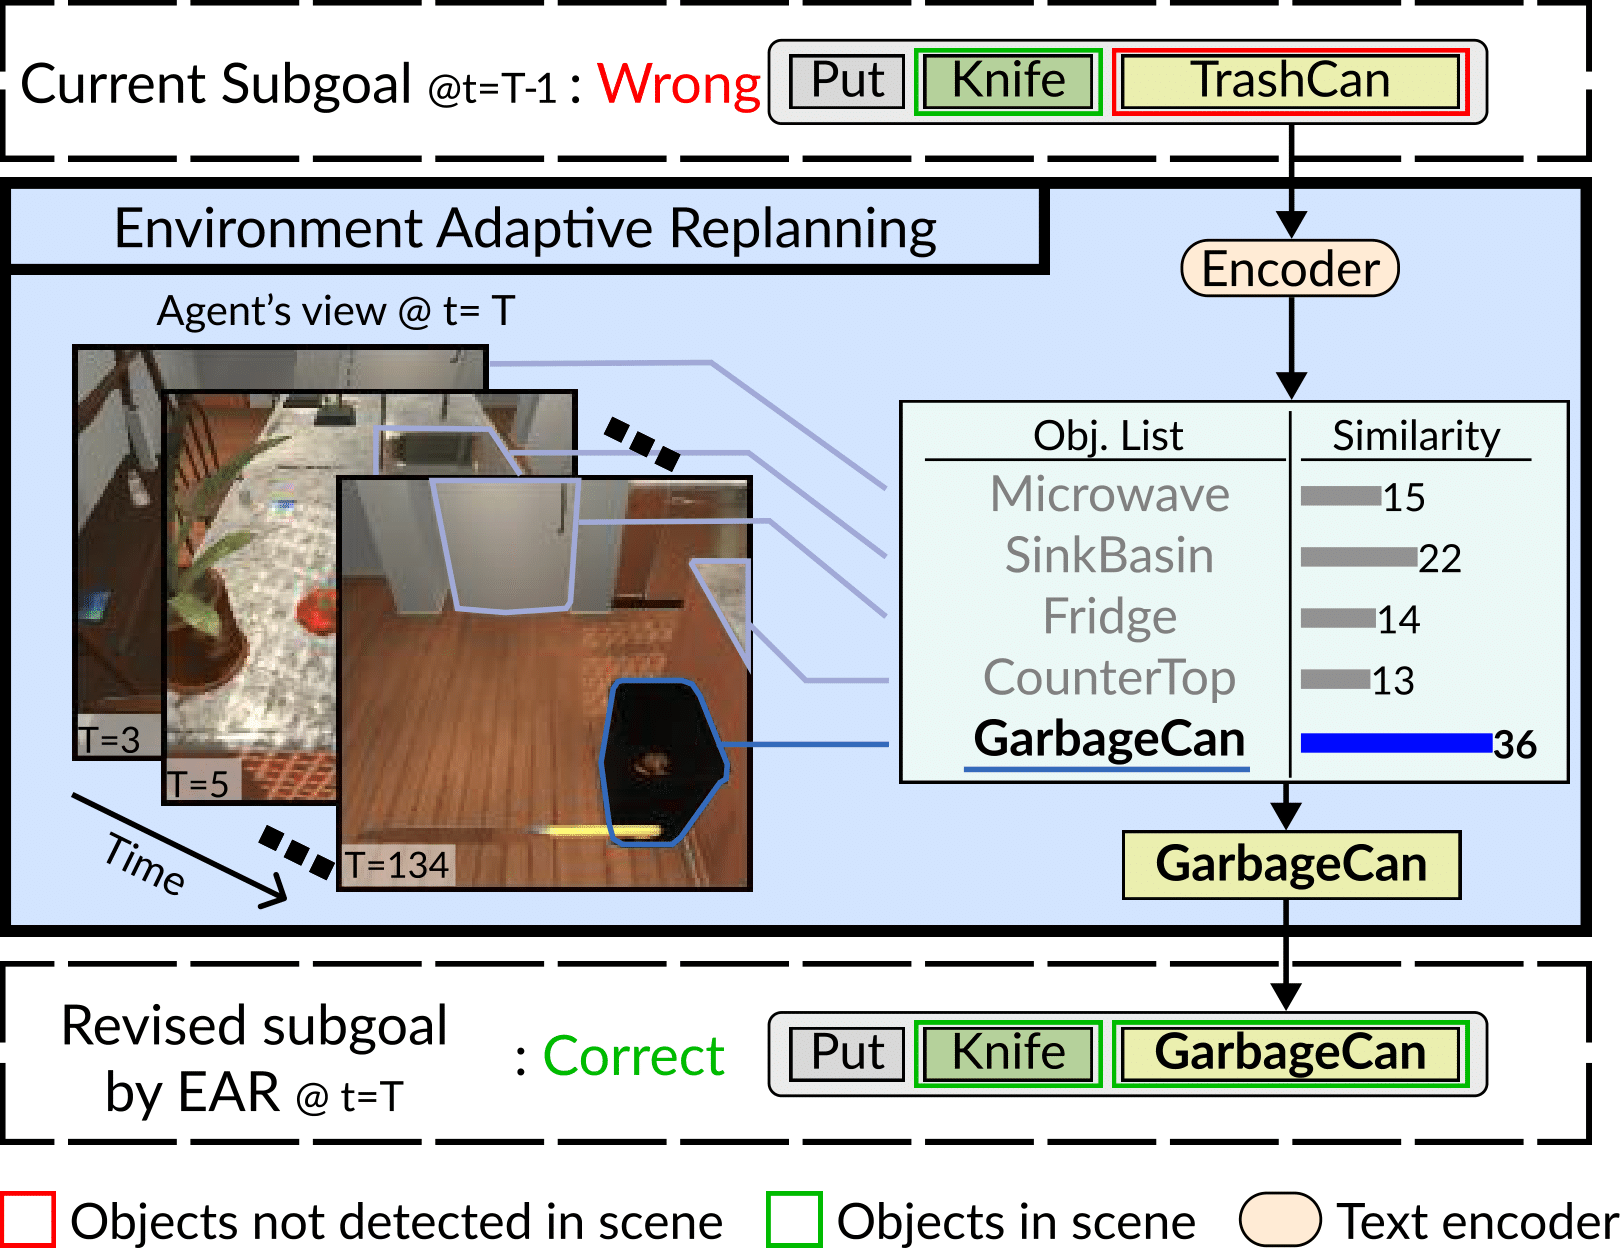 Current Subgoal @t=T-1 : Wrong Put Knife TrashCan
Environment Adaptive Replanning
Encoder
Agent's view @ t= T
Obj. List Similarity
Microwave 15
SinkBasin 22
Fridge 14
CounterTop 13
GarbageCan 36
T=3
T=5
T=134
Time
GarbageCan
Revised subgoal
by EAR @ t=T
: Correct Put Knife GarbageCan
Objects not detected in scene
Objects in scene
Text encoder